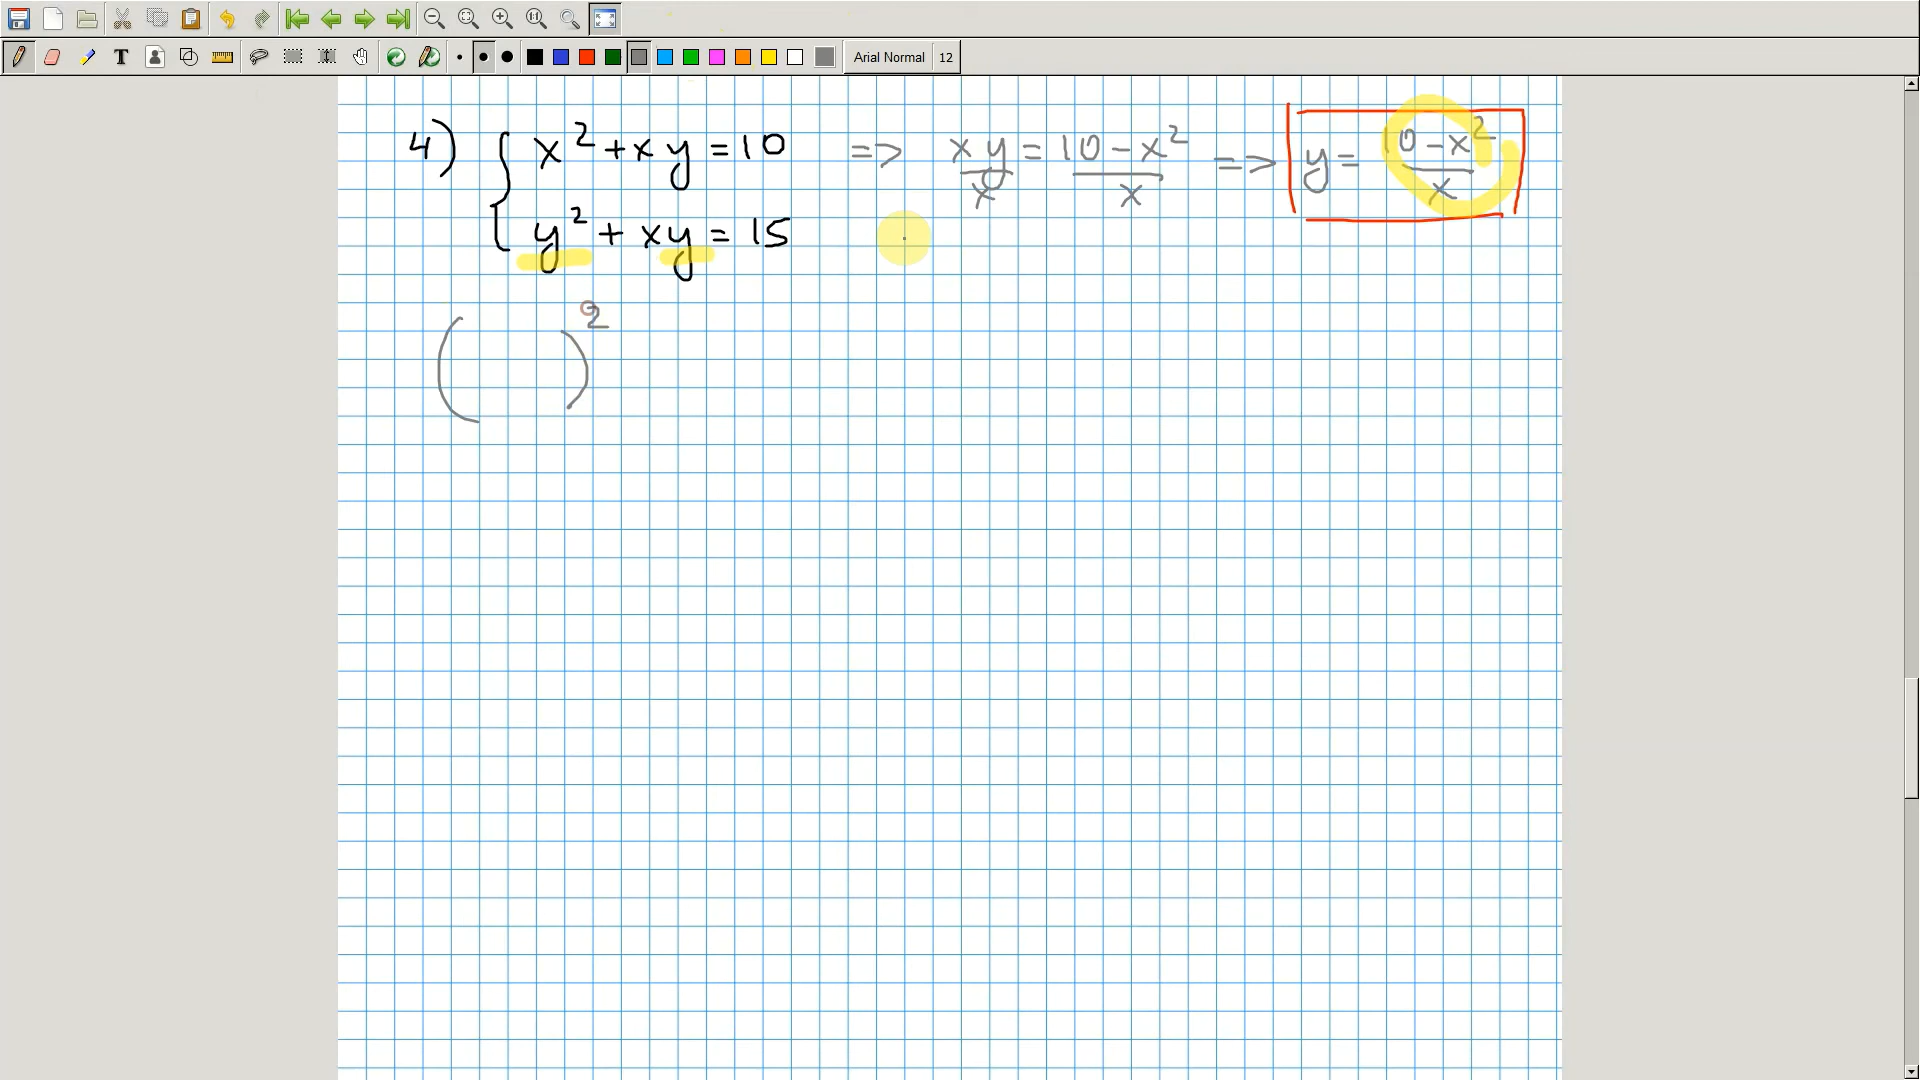 Arial Normal 12
4) { x² + xy = 10 => xy/x = 10 - x²/x => y = 10 - x²/x
y² + xy = 15
( )²